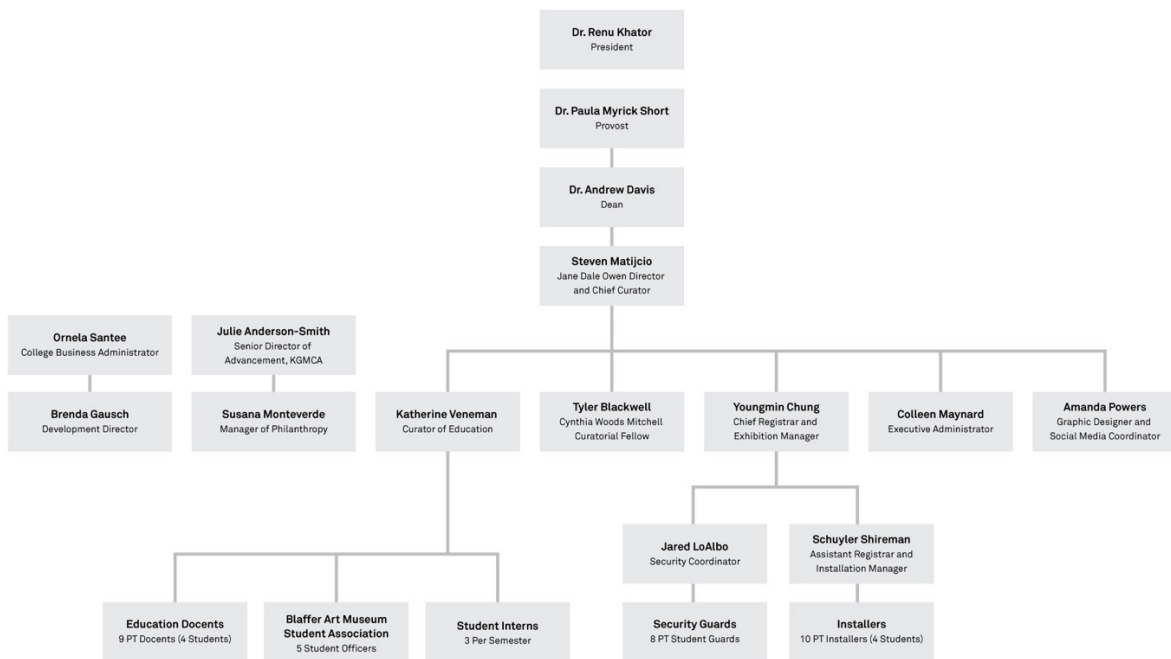 Dr. Renu Khator
President
Dr. Paula Myrick Short
Provost
Dr. Andrew Davis
Dean
Steven Matijcio
Jane Dale Owen Director
and Chief Curator
Ornela Santee
College Business Administrator
Julie Anderson-Smith
Senior Director of
Advancement, KGMCA
Brenda Gausch
Development Director
Susana Monteverde
Manager of Philanthropy
Katherine Veneman
Curator of Education
Tyler Blackwell
Cynthia Woods Mitchell
Curatorial Fellow
Youngmin Chung
Chief Registrar and
Exhibition Manager
Colleen Maynard
Executive Administrator
Amanda Powers
Graphic Designer and
Social Media Coordinator
Jared LoAlbo
Security Coordinator
Schuyler Shireman
Assistant Registrar and
Installation Manager
Education Docents
9 PT Docents (4 Students)
Blaffer Art Museum
Student Association
5 Student Officers
Student Interns
3 Per Semester
Security Guards
8 PT Student Guards
Installers
10 PT Installers (4 Students)